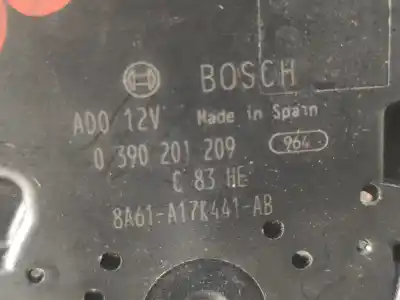 BOSCH
ADO 12V Made in Spain
0 390 201 209 964
C 83 HE
8A61-A17K441-AB